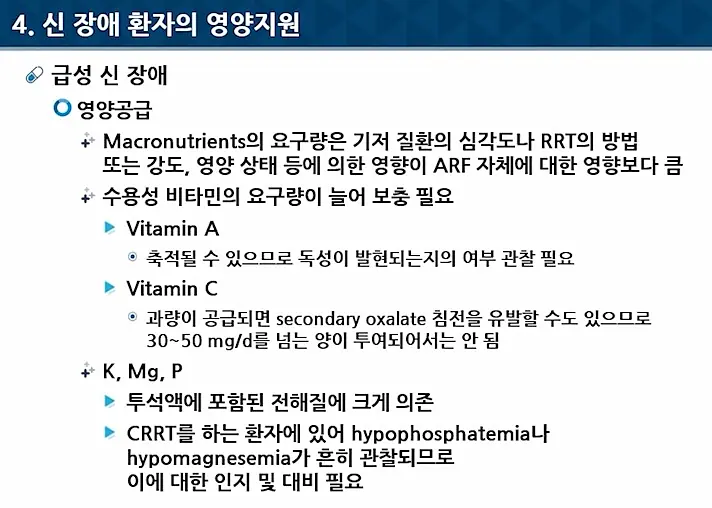 4. 신 장애 환자의 영양지원
급성 신 장애
영양공급
Macronutrients의 요구량은 기저 질환의 심각도나 RRT의 방법
또는 강도, 영양 상태 등에 의한 영향이 ARF 자체에 대한 영향보다 큼
수용성 비타민의 요구량이 늘어 보충 필요
Vitamin A
축적될 수 있으므로 독성이 발현되는지의 여부 관찰 필요
Vitamin C
과량이 공급되면 secondary oxalate 침전을 유발할 수도 있으므로
30~50 mg/d를 넘는 양이 투여되어서는 안 됨
K, Mg, P
투석액에 포함된 전해질에 크게 의존
CRRT를 하는 환자에 있어 hypophosphatemia나
hypomagnesemia가 흔히 관찰되므로
이에 대한 인지 및 대비 필요